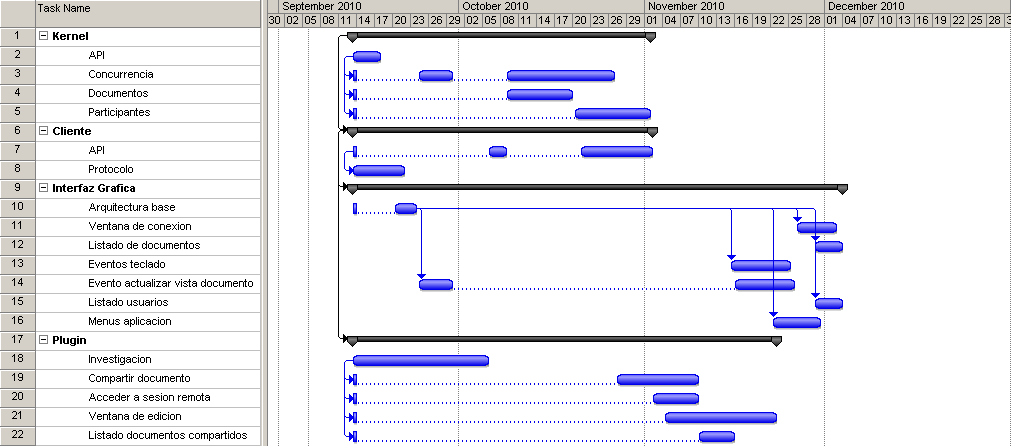 Task Name
September 2010 October 2010 November 2010 December 2010
30 02 05 08 11 14 17 20 23 26 29 02 05 08 11 14 17 20 23 26 29 01 04 07 10 13 16 19 22 25 28 01 04 07 10 13 16 19 22 25 28 3
1 Kernel
2 API
3 Concurrencia
4 Documentos
5 Participantes
6 Cliente
7 API
8 Protocolo
9 Interfaz Grafica
10 Arquitectura base
11 Ventana de conexion
12 Listado de documentos
13 Eventos teclado
14 Evento actualizar vista documento
15 Listado usuarios
16 Menus aplicacion
17 Plugin
18 Investigacion
19 Compartir documento
20 Acceder a sesion remota
21 Ventana de edicion
22 Listado documentos compartidos